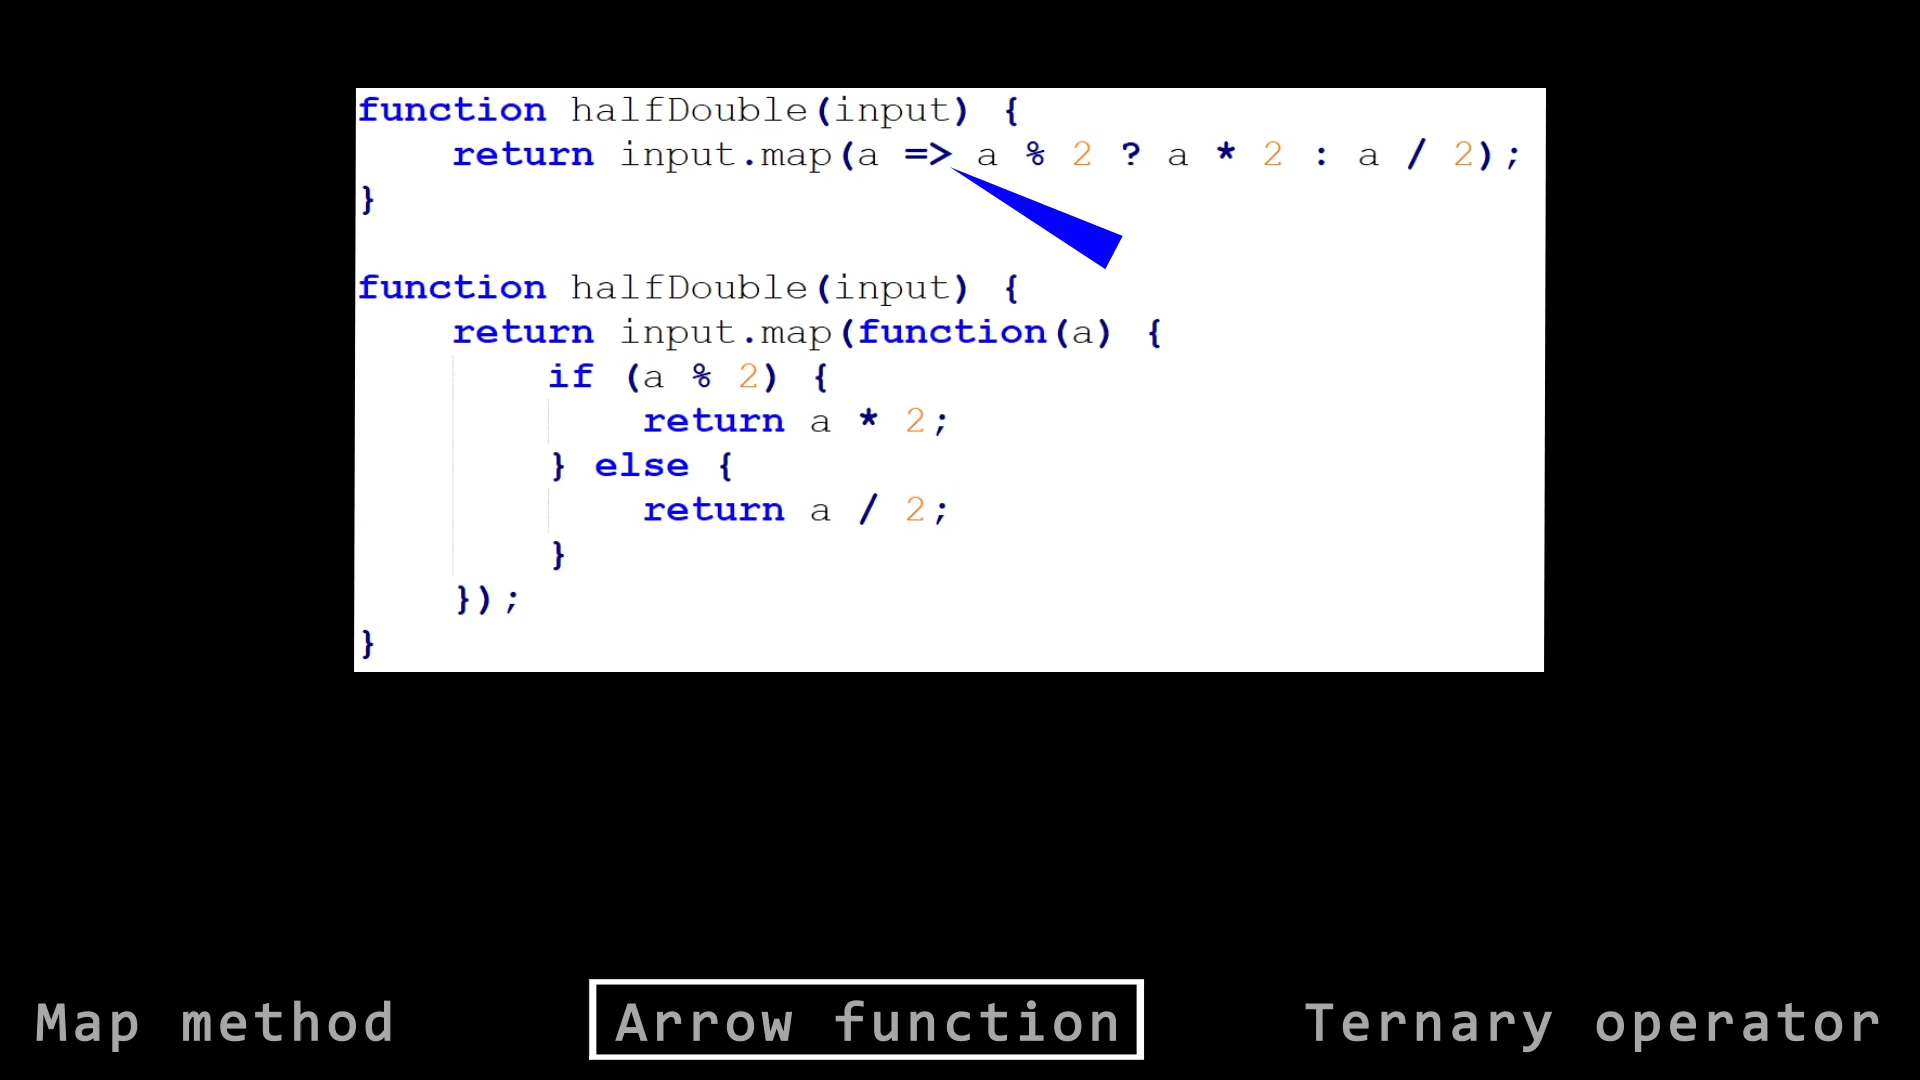 function halfDouble(input) {
    return input.map(a => a % 2 ? a * 2 : a / 2);
}

function halfDouble(input) {
    return input.map(function(a) {
        if (a % 2) {
            return a * 2;
        } else {
            return a / 2;
        }
    });
}
Map method
Arrow function
Ternary operator